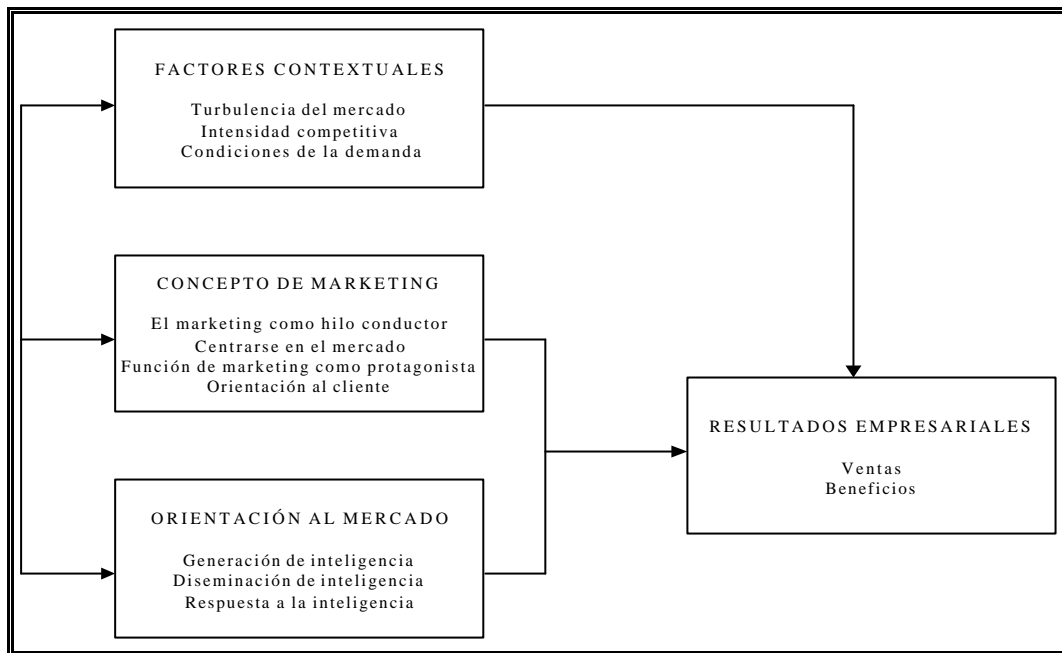 FACTORES CONTEXTUALES
Turbulencia del mercado
Intensidad competitiva
Condiciones de la demanda
CONCEPTO DE MARKETING
El marketing como hilo conductor
Centrarse en el mercado
Función de marketing como protagonista
Orientación al cliente
ORIENTACIÓN AL MERCADO
Generación de inteligencia
Diseminación de inteligencia
Respuesta a la inteligencia
RESULTADOS EMPRESARIALES
Ventas
Beneficios